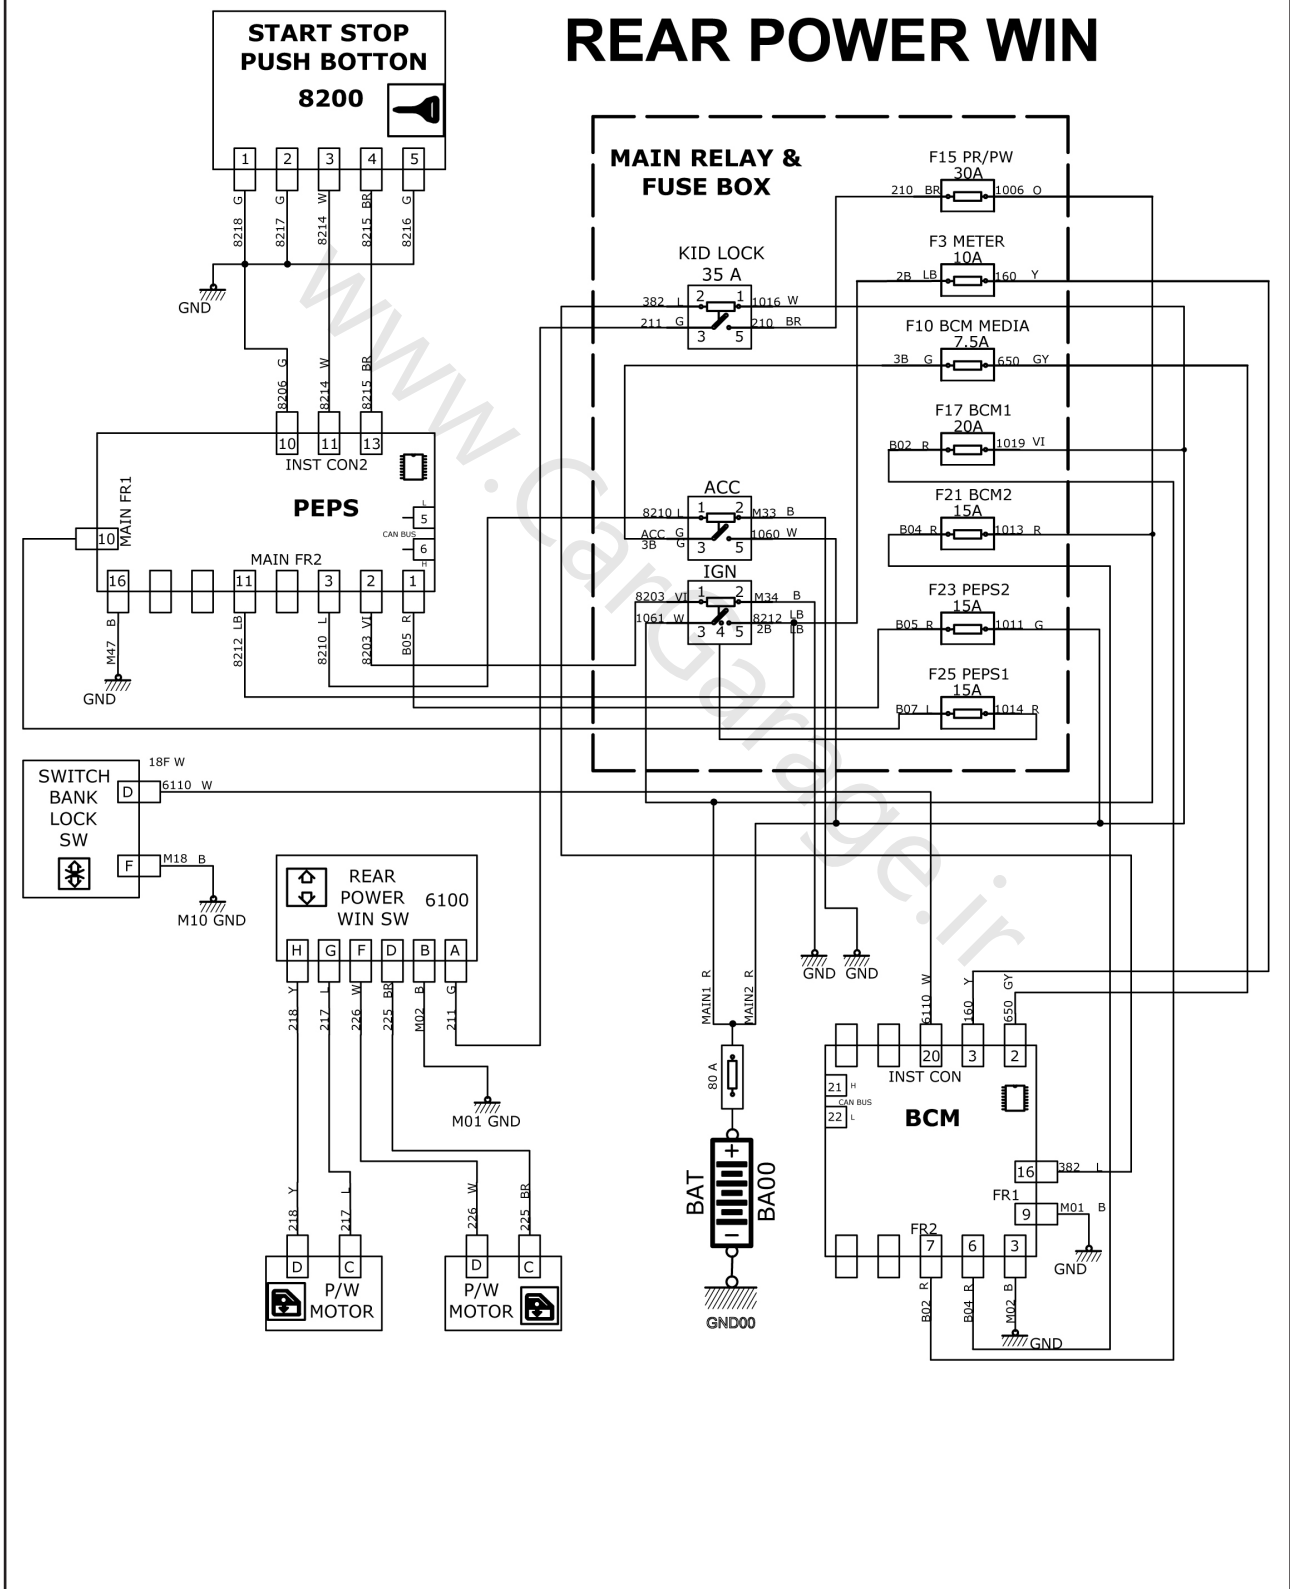 REAR POWER WIN
START STOP
PUSH BOTTON
8200
1 2 3 4 5
8218 G
8217 G
8214 W
8215 BR
8216 G
GND
8206 G
8214 W
8215 BR
10 11 13
INST CON2
PEPS
MAIN FR1
10
L
5
CAN BUS
6
H
MAIN FR2
16 11 3 2 1
M47 B
8212 LB
8210 L
8203 VI
B05 R
GND
MAIN RELAY &
FUSE BOX
F15 PR/PW
30A
210 BR 1006 O
F3 METER
10A
2B LB 160 Y
KID LOCK
35 A
382 L 2 1 1016 W
211 G 3 5 210 BR
F10 BCM MEDIA
7.5A
3B G 650 GY
F17 BCM1
20A
B02 R 1019 VI
F21 BCM2
15A
B04 R 1013 R
ACC
8210 L 1 2 M33 B
ACC G 3 5 1060 W
3B G
IGN
8203 VI 1 2 M34 B
1061 W 3 4 5 8212 LB
2B LB
F23 PEPS2
15A
B05 R 1011 G
F25 PEPS1
15A
B07 L 1014 R
www.CarGarage.ir
18F W
SWITCH
BANK
LOCK
SW
D
6110 W
F
M18 B
M10 GND
REAR
POWER
WIN SW
6100
H G F D B A
218 Y
217 L
226 W
225 BR
M02 B
211 G
M01 GND
218 Y
217 L
226 W
225 BR
D C
P/W
MOTOR
D C
P/W
MOTOR
GND GND
MAIN1 R
MAIN2 R
80 A
+
BAT
BA00
–
GND00
6110 W
160 Y
650 GY
20 3 2
INST CON
21 H
CAN BUS
22 L
BCM
16
382 L
FR1
9
M01 B
GND
FR2
7 6 3
B02 R
B04 R
M02 B
GND